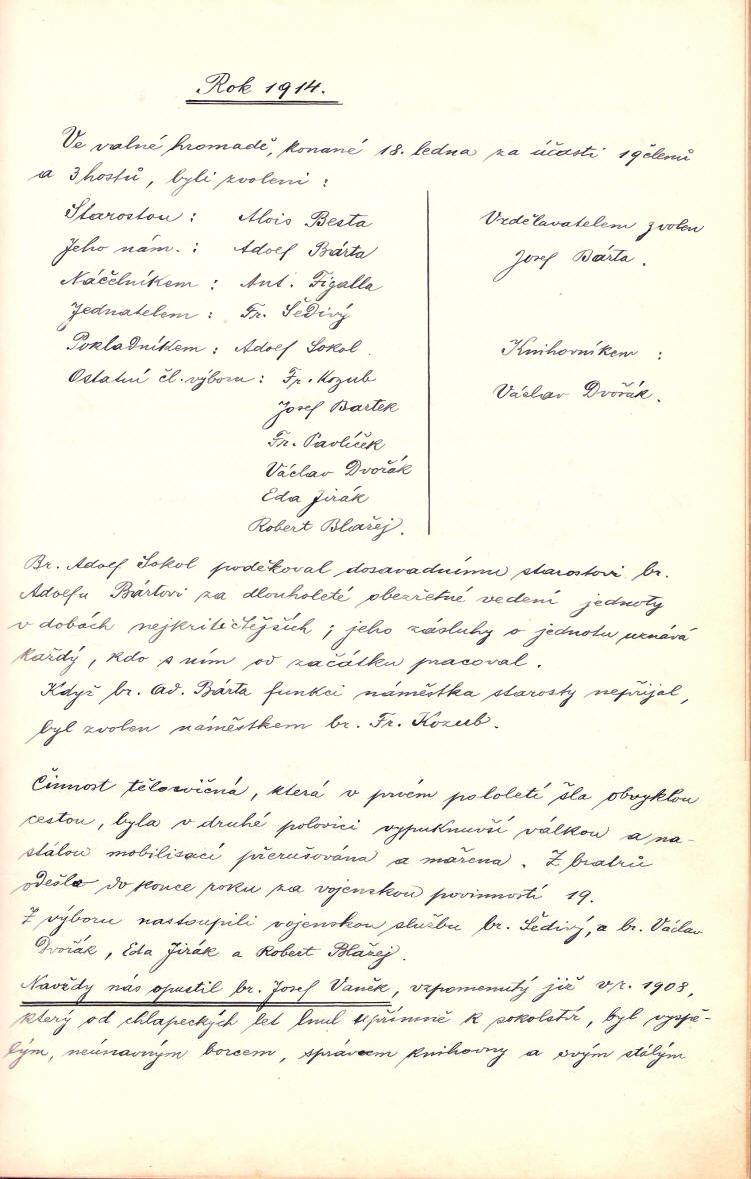 Rok 1914.
Ve valné hromadě, konané 18. ledna za účasti 19 členů
a 3 hostů, byli zvoleni :
Starostou : Alois Besta
Jeho nám. : Adolf Bárta
Náčelníkem : Ant. Figalla
Jednatelem : Fr. Šedivý
Pokladníkem : Adolf Sokol.
Ostatní čl. výboru : Fr. Kozub
Josef Bartek
Fr. Pavlíček
Václav Dvořák
Eda Jirák
Robert Blažej.
Vzdělavatelem zvolen
Josef Bárta.
Knihovníkem :
Václav Dvořák.
Br. Adolf Sokol poděkoval dosavadnímu starostovi br.
Adolfu Bártovi za dlouholeté obezřetné vedení jednoty
v dobách nejkritičtějších ; jeho zásluhy o jednotu uznává
každý, kdo s ním od začátku pracoval.
Když br. Ad. Bárta funkci náměstka starosty nepřijal,
byl zvolen náměstkem br. Fr. Kozub.
Činnost tělocvičná, která v prvém pololetí šla obvyklou
cestou, byla v druhé polovici vypuknuvší válkou a na-
stálou mobilisací přerušována a mařena. Z bratrů
odešlo do konce roku za vojenskou povinností 19.
Z výboru nastoupili vojenskou službu br. Šedivý, a br. Václav
Dvořák, Eda Jirák a Robert Blažej.
Navždy nás opustil br. Josef Vaněk, vzpomenutý již v r. 1908,
který od chlapeckých let lnul upřímně k sokolství, byl vyspě-
lým, neúnavným borcem, správcem knihovny a svým stálým